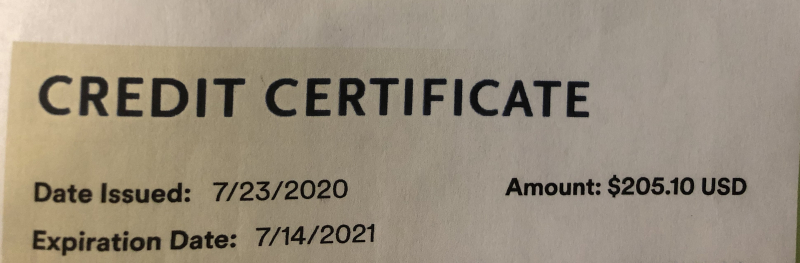 CREDIT CERTIFICATE
Date Issued: 7/23/2020 Amount: $205.10 USD
Expiration Date: 7/14/2021